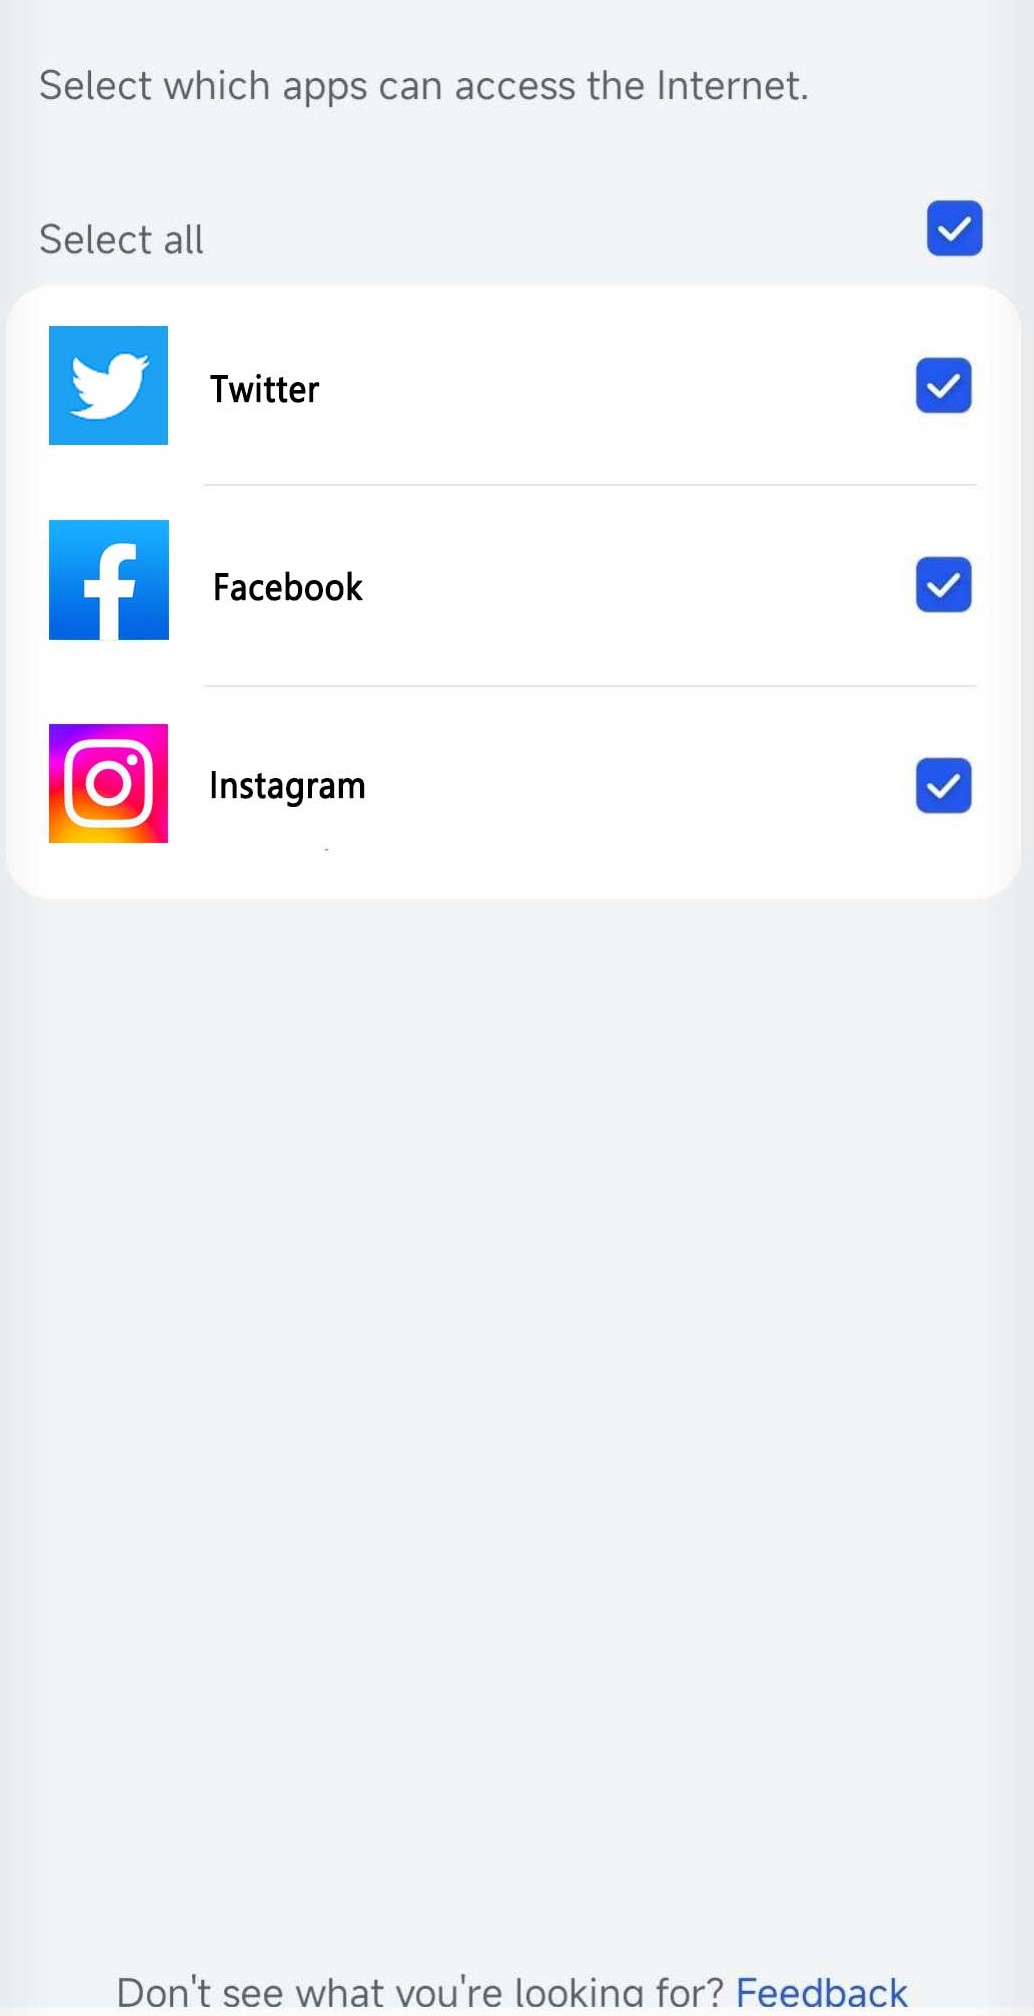 Select which apps can access the Internet.
Select all
Twitter
Facebook
Instagram
Don't see what you're looking for? Feedback